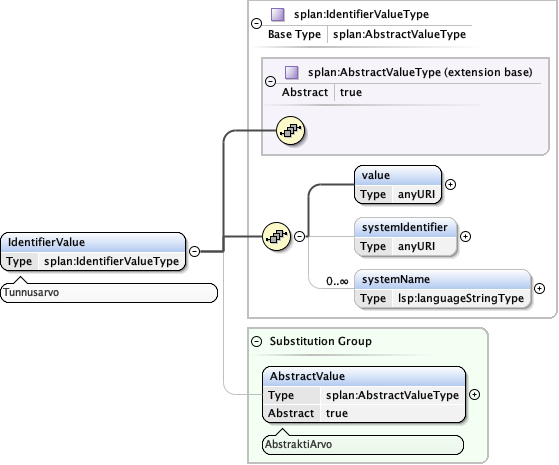 splan:IdentifierValueType
Base Type splan:AbstractValueType
splan:AbstractValueType (extension base)
Abstract true
value
Type anyURI
systemIdentifier
Type anyURI
0..∞
systemName
Type lsp:languageStringType
IdentifierValue
Type splan:IdentifierValueType
Tunnusarvo
Substitution Group
AbstractValue
Type splan:AbstractValueType
Abstract true
AbstraktiArvo